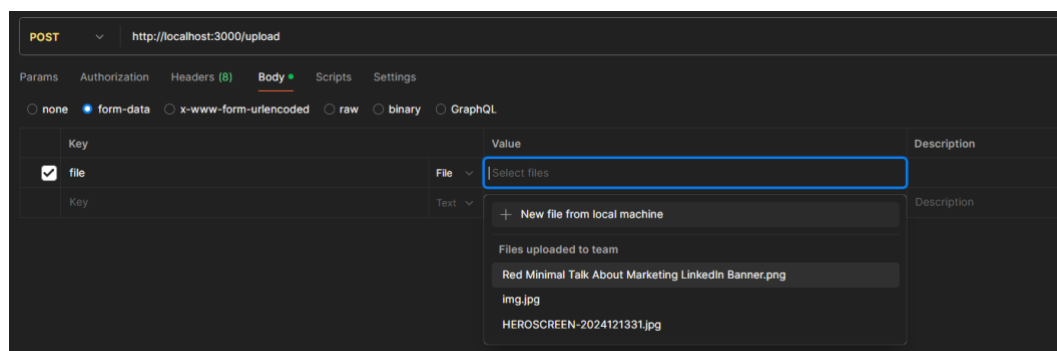 POST http://localhost:3000/upload
Params Authorization Headers (8) Body Scripts Settings
none form-data x-www-form-urlencoded raw binary GraphQL
Key Value Description
file File Select files
Key Text Description
New file from local machine
Files uploaded to team
Red Minimal Talk About Marketing LinkedIn Banner.png
img.jpg
HEROSCREEN-2024121331.jpg